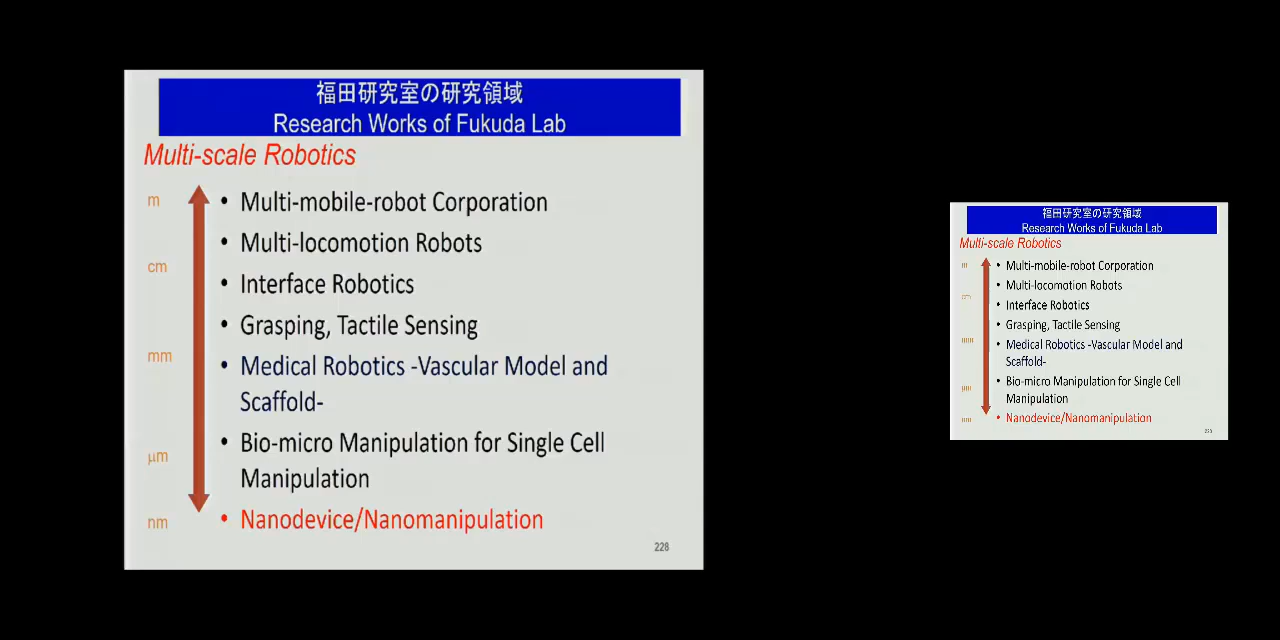 福田研究室の研究領域
Research Works of Fukuda Lab
Multi-scale Robotics
m
• Multi-mobile-robot Corporation
• Multi-locomotion Robots
cm
• Interface Robotics
• Grasping, Tactile Sensing
mm
• Medical Robotics -Vascular Model and
Scaffold-
• Bio-micro Manipulation for Single Cell
μm
Manipulation
nm
• Nanodevice/Nanomanipulation
228
福田研究室の研究領域
Research Works of Fukuda Lab
Multi-scale Robotics
m
• Multi-mobile-robot Corporation
• Multi-locomotion Robots
cm
• Interface Robotics
• Grasping, Tactile Sensing
mm
• Medical Robotics -Vascular Model and
Scaffold-
• Bio-micro Manipulation for Single Cell
μm
Manipulation
nm
• Nanodevice/Nanomanipulation
228